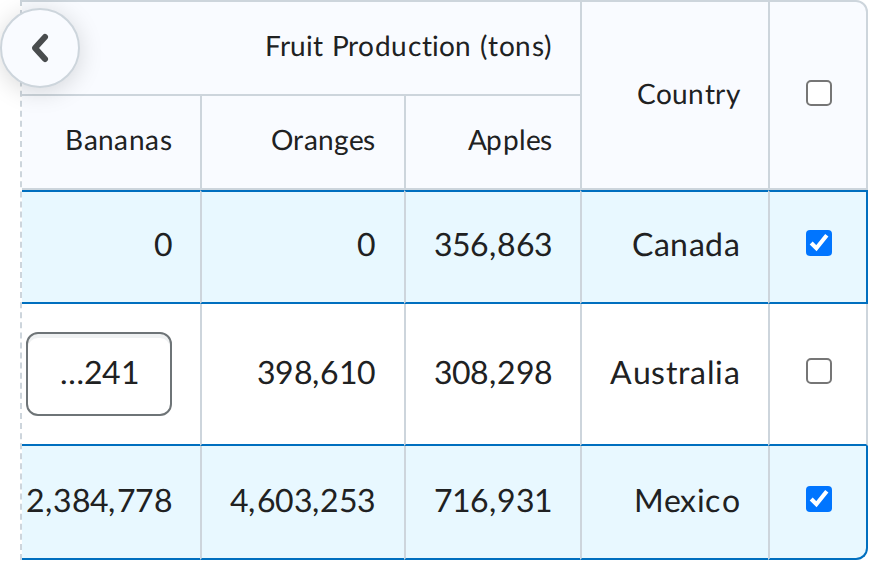 Fruit Production (tons)
Country
Bananas Oranges Apples
0 0 356,863 Canada
...241 398,610 308,298 Australia
2,384,778 4,603,253 716,931 Mexico